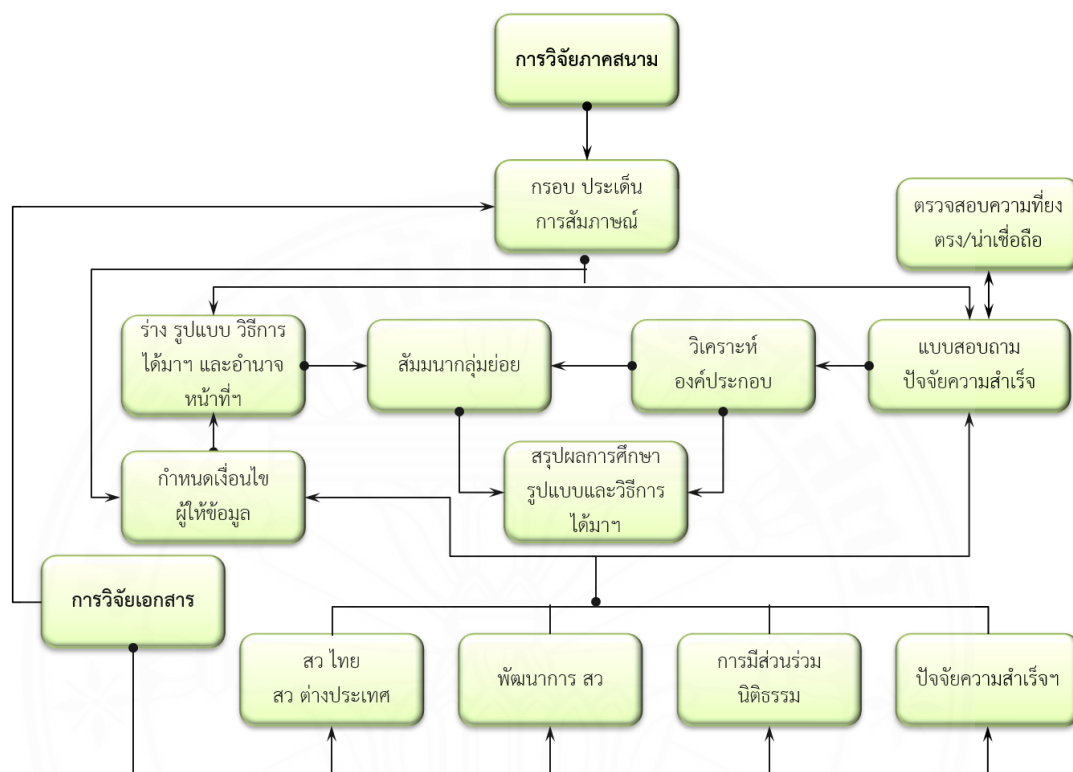 การวิจัยภาคสนาม
กรอบ ประเด็น
การสัมภาษณ์
ตรวจสอบความที่ยง
ตรง/น่าเชื่อถือ
ร่าง รูปแบบ วิธีการ
ได้มาฯ และอำนาจ
หน้าที่ฯ
สัมมนากลุ่มย่อย
วิเคราะห์
องค์ประกอบ
แบบสอบถาม
ปัจจัยความสำเร็จ
กำหนดเงื่อนไข
ผู้ให้ข้อมูล
สรุปผลการศึกษา
รูปแบบและวิธีการ
ได้มาฯ
การวิจัยเอกสาร
สว ไทย
สว ต่างประเทศ
พัฒนาการ สว
การมีส่วนร่วม
นิติธรรม
ปัจจัยความสำเร็จฯ